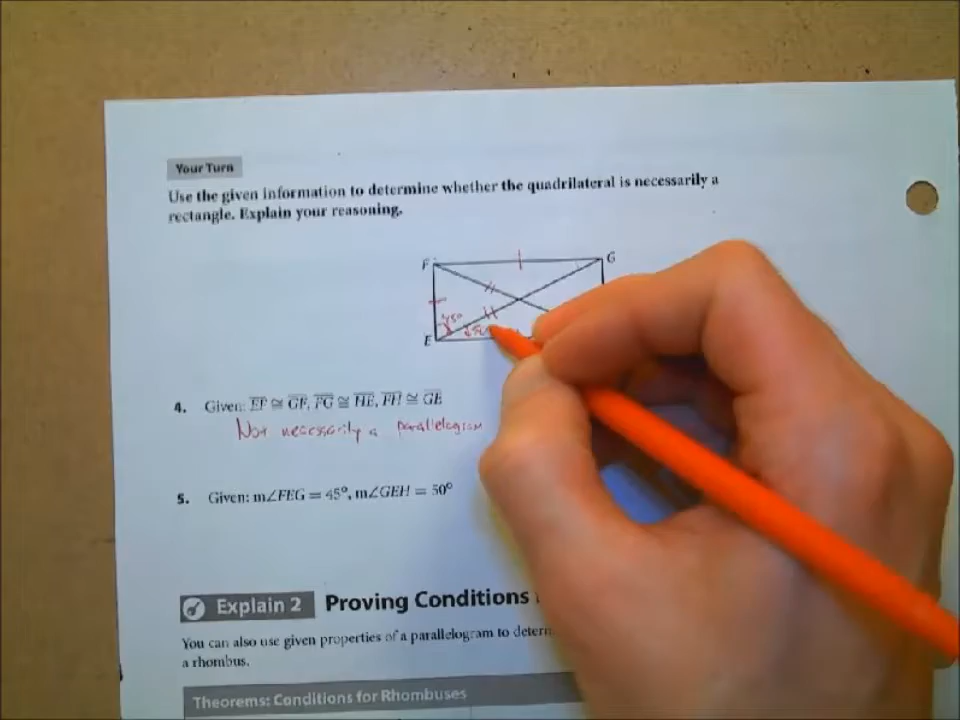 Your Turn
Use the given information to determine whether the quadrilateral is necessarily a
rectangle. Explain your reasoning.
F
G
45°
E
4. Given: EF ≅ GF, FG ≅ HE, FH ≅ GE
Not necessarily a parallelogram
5. Given: m∠FEG = 45°, m∠GEH = 50°
Explain 2 Proving Conditions
You can also use given properties of a parallelogram to
a rhombus.
Theorems: Conditions for Rhombuses